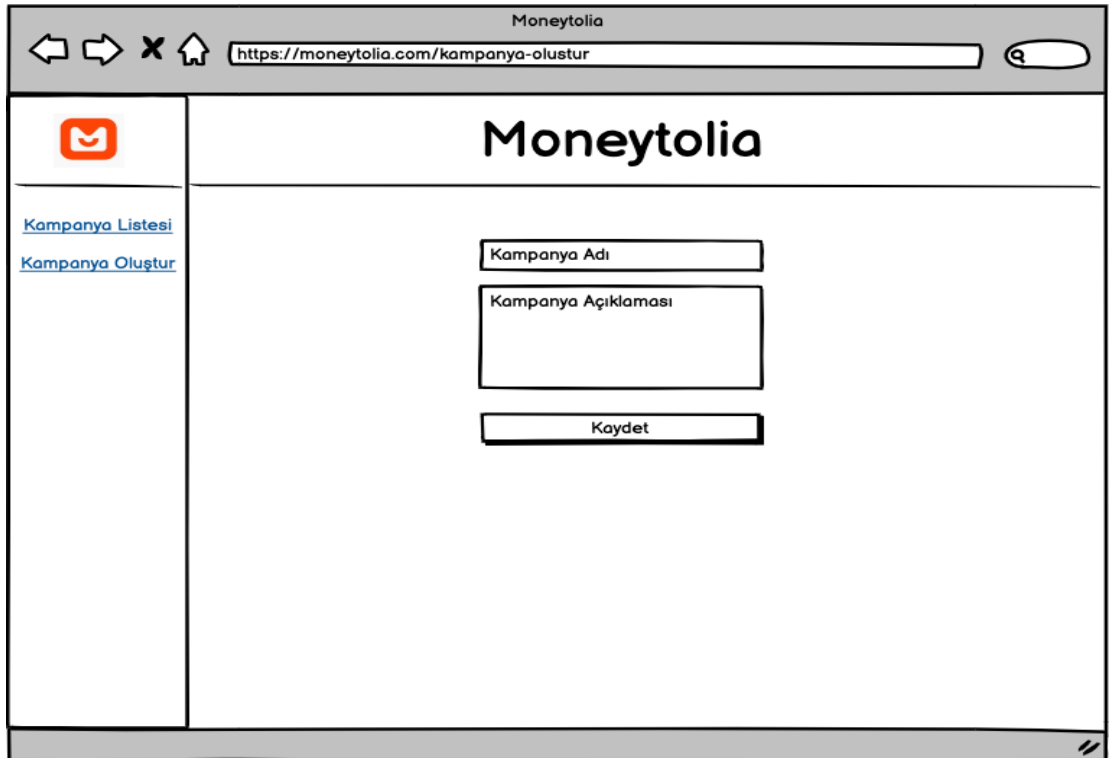 Moneytolia
https://moneytolia.com/kampanya-olustur
Moneytolia
Kampanya Listesi
Kampanya Oluştur
Kampanya Adı
Kampanya Açıklaması
Kaydet